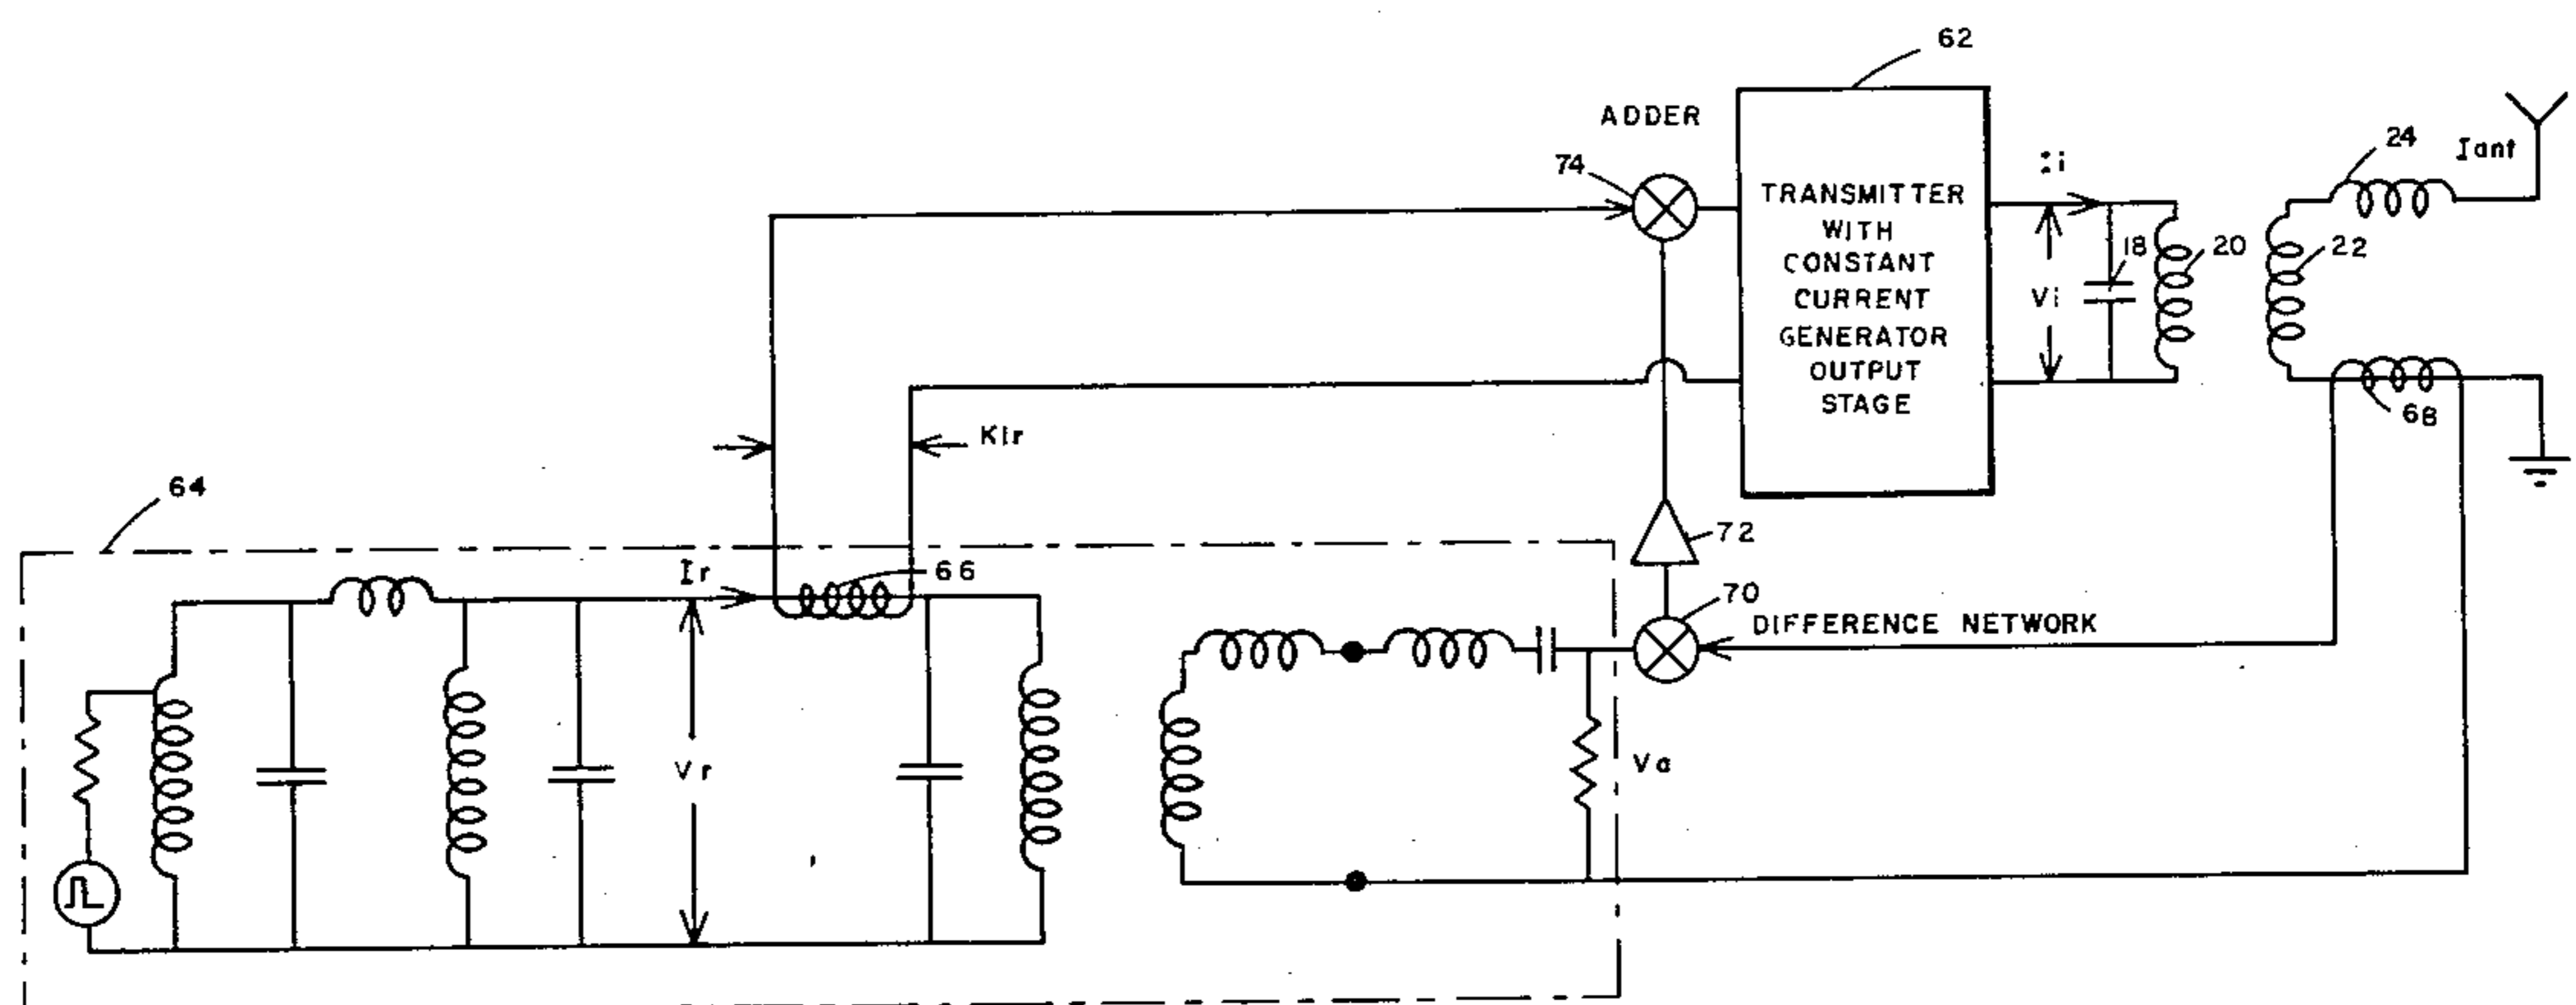 62
ADDER
74
TRANSMITTER
WITH
CONSTANT
CURRENT
GENERATOR
OUTPUT
STAGE
Ii
Vi
18
20
22
24
Iant
68
KIr
64
Ir
66
72
70
DIFFERENCE NETWORK
Vr
Va